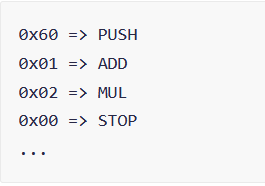 0x60 => PUSH
0x01 => ADD
0x02 => MUL
0x00 => STOP
...